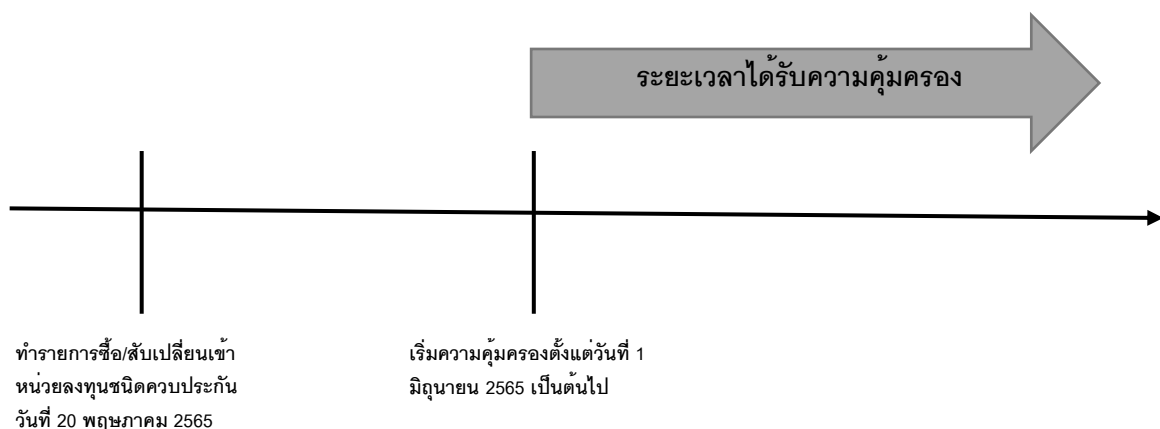 ระยะเวลาได้รับความคุ้มครอง
ทำรายการซื้อ/สับเปลี่ยนเข้า
หน่วยลงทุนชนิดควบประกัน
วันที่ 20 พฤษภาคม 2565
เริ่มความคุ้มครองตั้งแต่วันที่ 1
มิถุนายน 2565 เป็นต้นไป